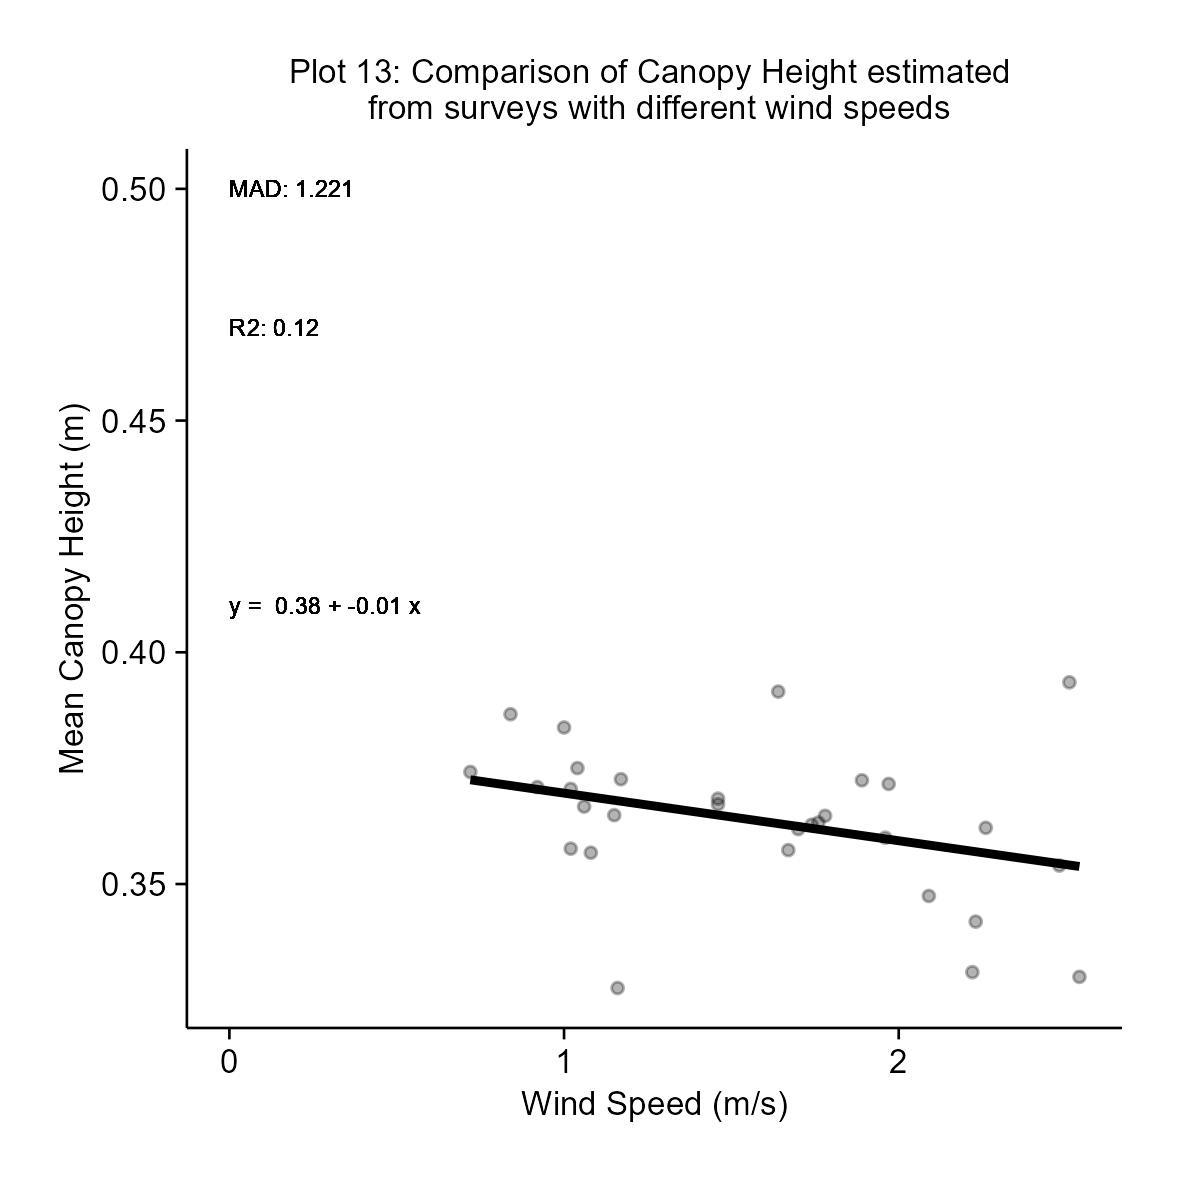 Plot 13: Comparison of Canopy Height estimated
from surveys with different wind speeds
0.50
MAD: 1.221
R2: 0.12
0.45
Mean Canopy Height (m)
y =  0.38 + -0.01 x
0.40
0.35
0
1
2
Wind Speed (m/s)